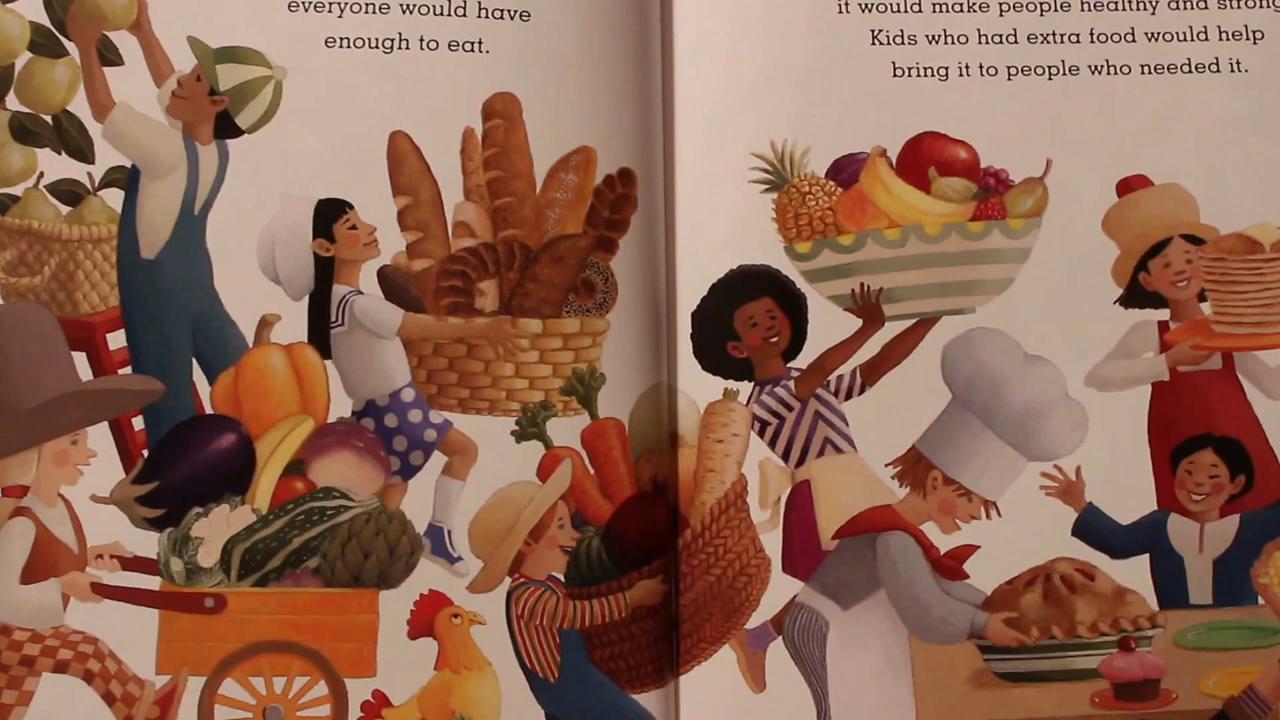 everyone would have
enough to eat.
it would make people healthy and strong
Kids who had extra food would help
bring it to people who needed it.